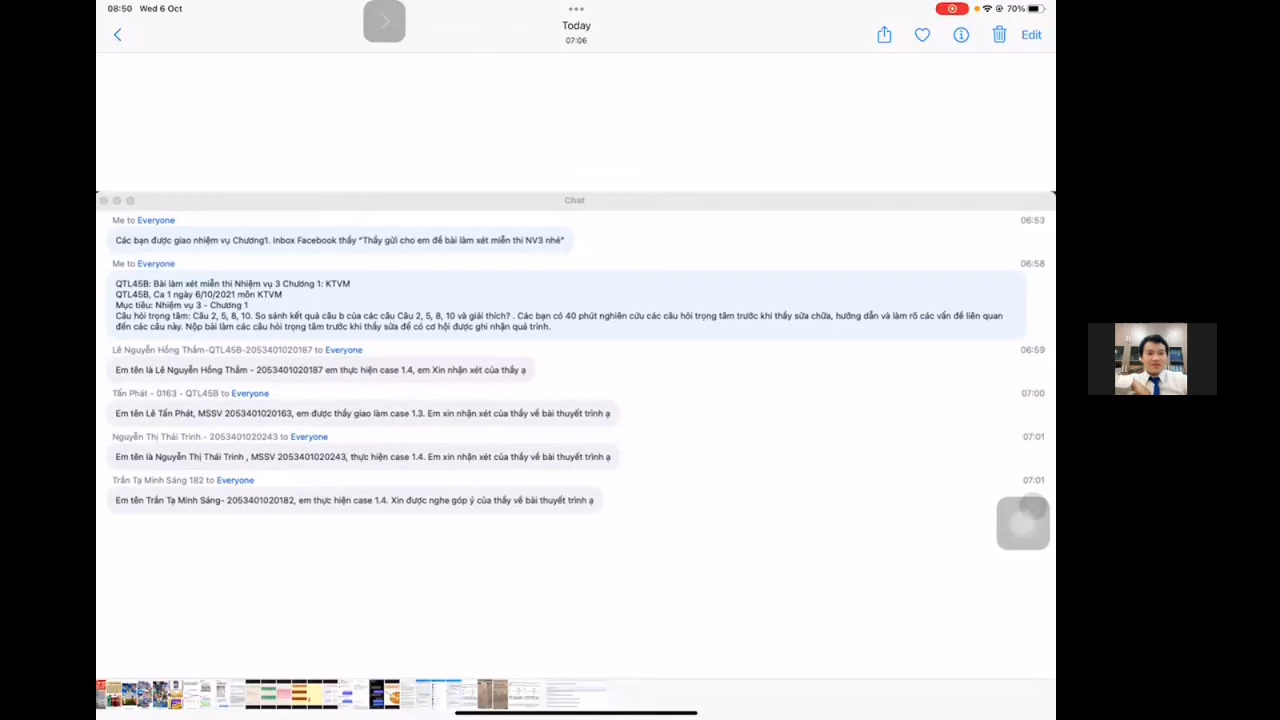 08:50 Wed 6 Oct
70%
Today
07:06
Edit
Chat
Me to Everyone 06:53
Các bạn được giao nhiệm vụ Chương1. Inbox Facebook thầy "Thầy gửi cho em đề bài làm xét miễn thi NV3 nhé"
Me to Everyone 06:58
QTL45B: Bài làm xét miễn thi Nhiệm vụ 3 Chương 1: KTVM
QTL45B, Ca 1 ngày 6/10/2021 môn KTVM
Mục tiêu: Nhiệm vụ 3 - Chương 1
Câu hỏi trọng tâm: Câu 2, 5, 8, 10. So sánh kết quả câu b của các câu Câu 2, 5, 8, 10 và giải thích? . Các bạn có 40 phút nghiên cứu các câu hỏi trọng tâm trước khi thầy sửa chữa, hướng dẫn và làm rõ các vấn đề liên quan
đến các câu này. Nộp bài làm các câu hỏi trọng tâm trước khi thầy sửa để có cơ hội được ghi nhận quá trình.
Lê Nguyễn Hồng Thắm-QTL45B-2053401020187 to Everyone 06:59
Em tên là Lê Nguyễn Hồng Thắm - 2053401020187 em thực hiện case 1.4, em Xin nhận xét của thầy ạ
Tấn Phát - 0163 - QTL45B to Everyone 07:00
Em tên Lê Tấn Phát, MSSV 2053401020163, em được thầy giao làm case 1.3. Em xin nhận xét của thầy về bài thuyết trình ạ
Nguyễn Thị Thái Trinh - 2053401020243 to Everyone 07:01
Em tên là Nguyễn Thị Thái Trinh , MSSV 2053401020243, thực hiện case 1.4. Em xin nhận xét của thầy về bài thuyết trình ạ
Trần Tạ Minh Sáng 182 to Everyone 07:01
Em tên Trần Tạ Minh Sáng- 2053401020182, em thực hiện case 1.4. Xin được nghe góp ý của thầy về bài thuyết trình ạ